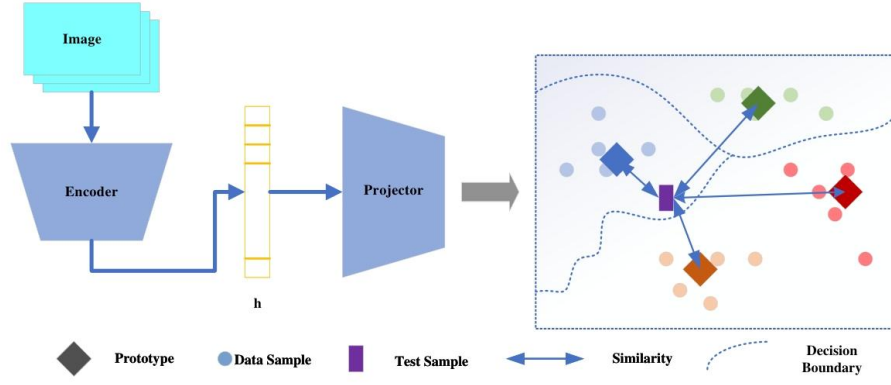 Image
Encoder
h
Projector
Prototype
Data Sample
Test Sample
Similarity
Decision
Boundary